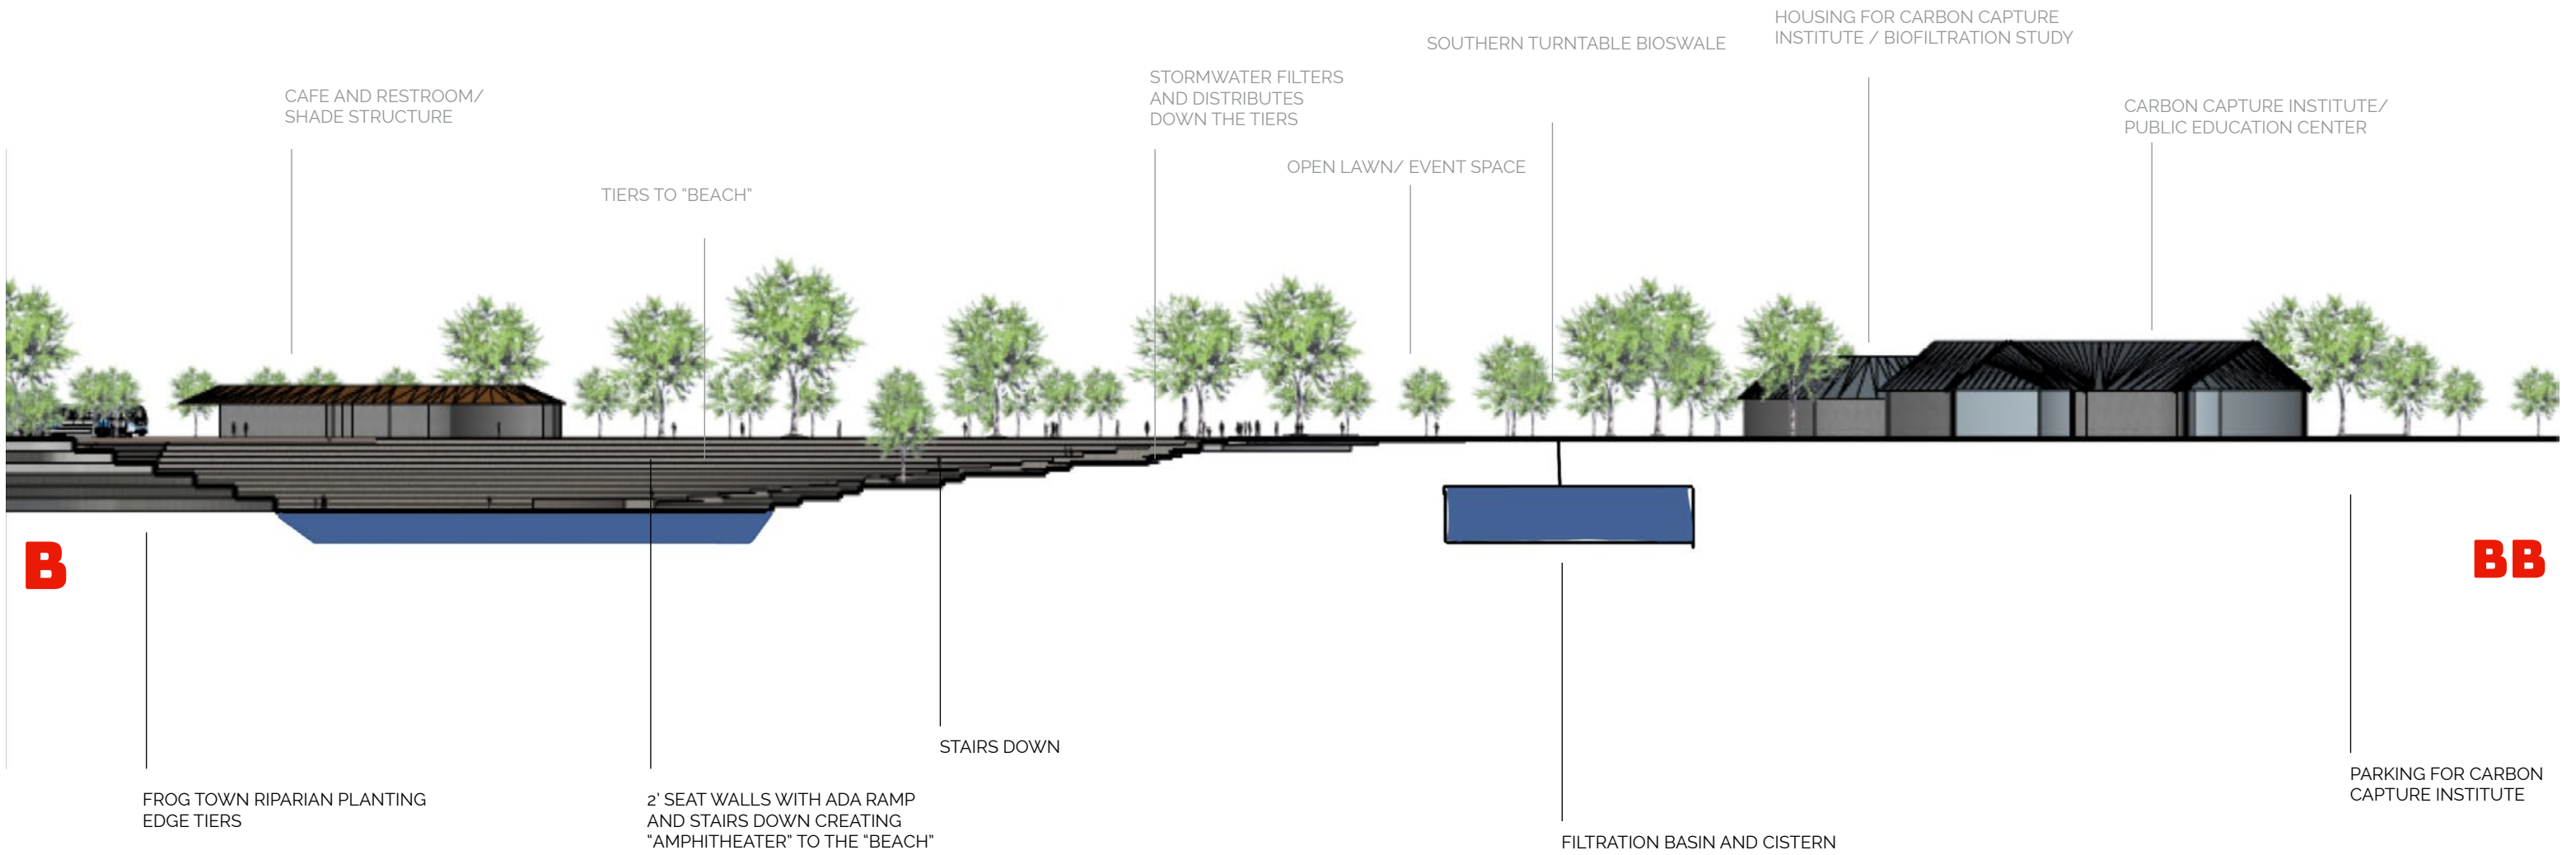 HOUSING FOR CARBON CAPTURE
INSTITUTE / BIOFILTRATION STUDY
SOUTHERN TURNTABLE BIOSWALE
STORMWATER FILTERS
AND DISTRIBUTES
DOWN THE TIERS
CAFE AND RESTROOM/
SHADE STRUCTURE
CARBON CAPTURE INSTITUTE/
PUBLIC EDUCATION CENTER
OPEN LAWN/ EVENT SPACE
TIERS TO “BEACH”
B
BB
STAIRS DOWN
PARKING FOR CARBON
CAPTURE INSTITUTE
FROG TOWN RIPARIAN PLANTING
EDGE TIERS
2’ SEAT WALLS WITH ADA RAMP
AND STAIRS DOWN CREATING
“AMPHITHEATER” TO THE “BEACH”
FILTRATION BASIN AND CISTERN